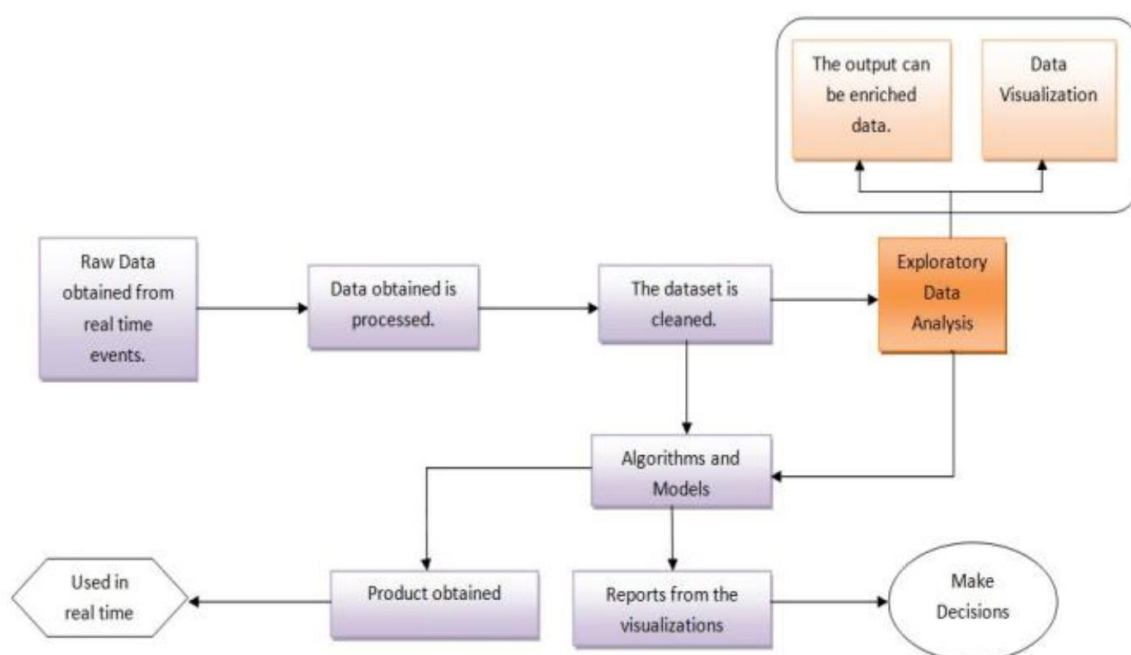 The output can
be enriched
data.
Data
Visualization
Raw Data
obtained from
real time
events.
Data obtained is
processed.
The dataset is
cleaned.
Exploratory
Data
Analysis
Algorithms and
Models
Used in
real time
Product obtained
Reports from the
visualizations
Make
Decisions